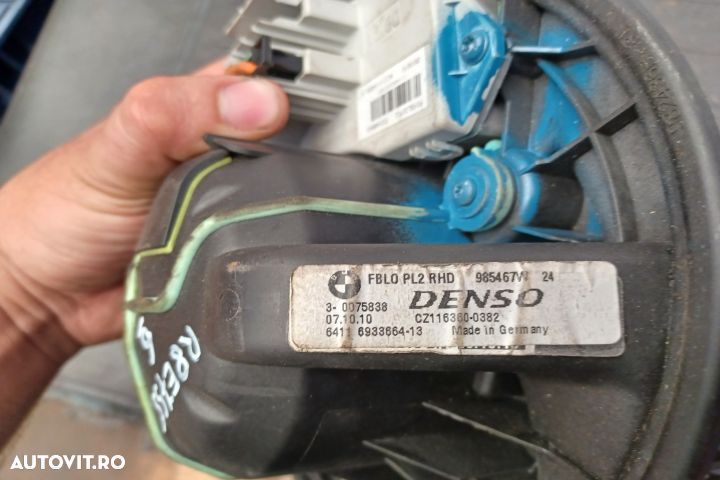 FBLO PL2 RHD 985467W 24
3- 0075838 DENSO
07.10.10 CZ116360-0382
6411 6933664-13 Made in Germany
AUTOVIT.RO